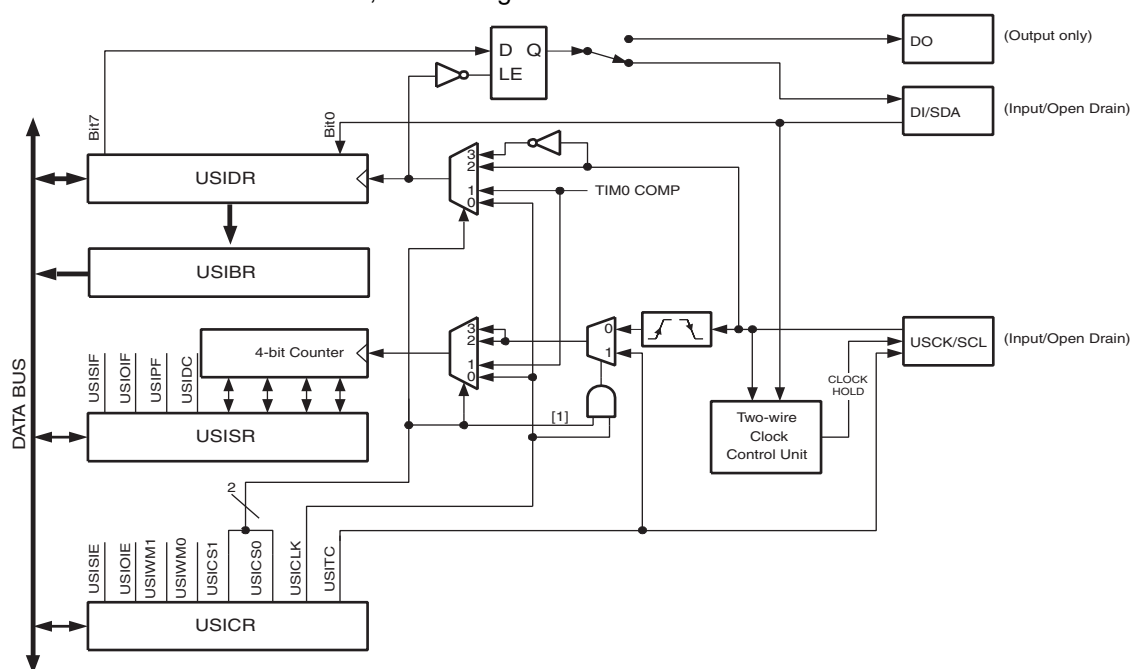 D Q
LE
DO
(Output only)
DI/SDA
(Input/Open Drain)
Bit7
Bit0
USIDR
3
2
1
0
TIM0 COMP
USIBR
DATA BUS
4-bit Counter
USISIF
USIOIF
USIPF
USIDC
USISR
3
2
1
0
0
1
[1]
USCK/SCL
(Input/Open Drain)
CLOCK
HOLD
Two-wire
Clock
Control Unit
2
USISIE
USIOIE
USIWM1
USIWM0
USICS1
USICS0
USICLK
USITC
USICR